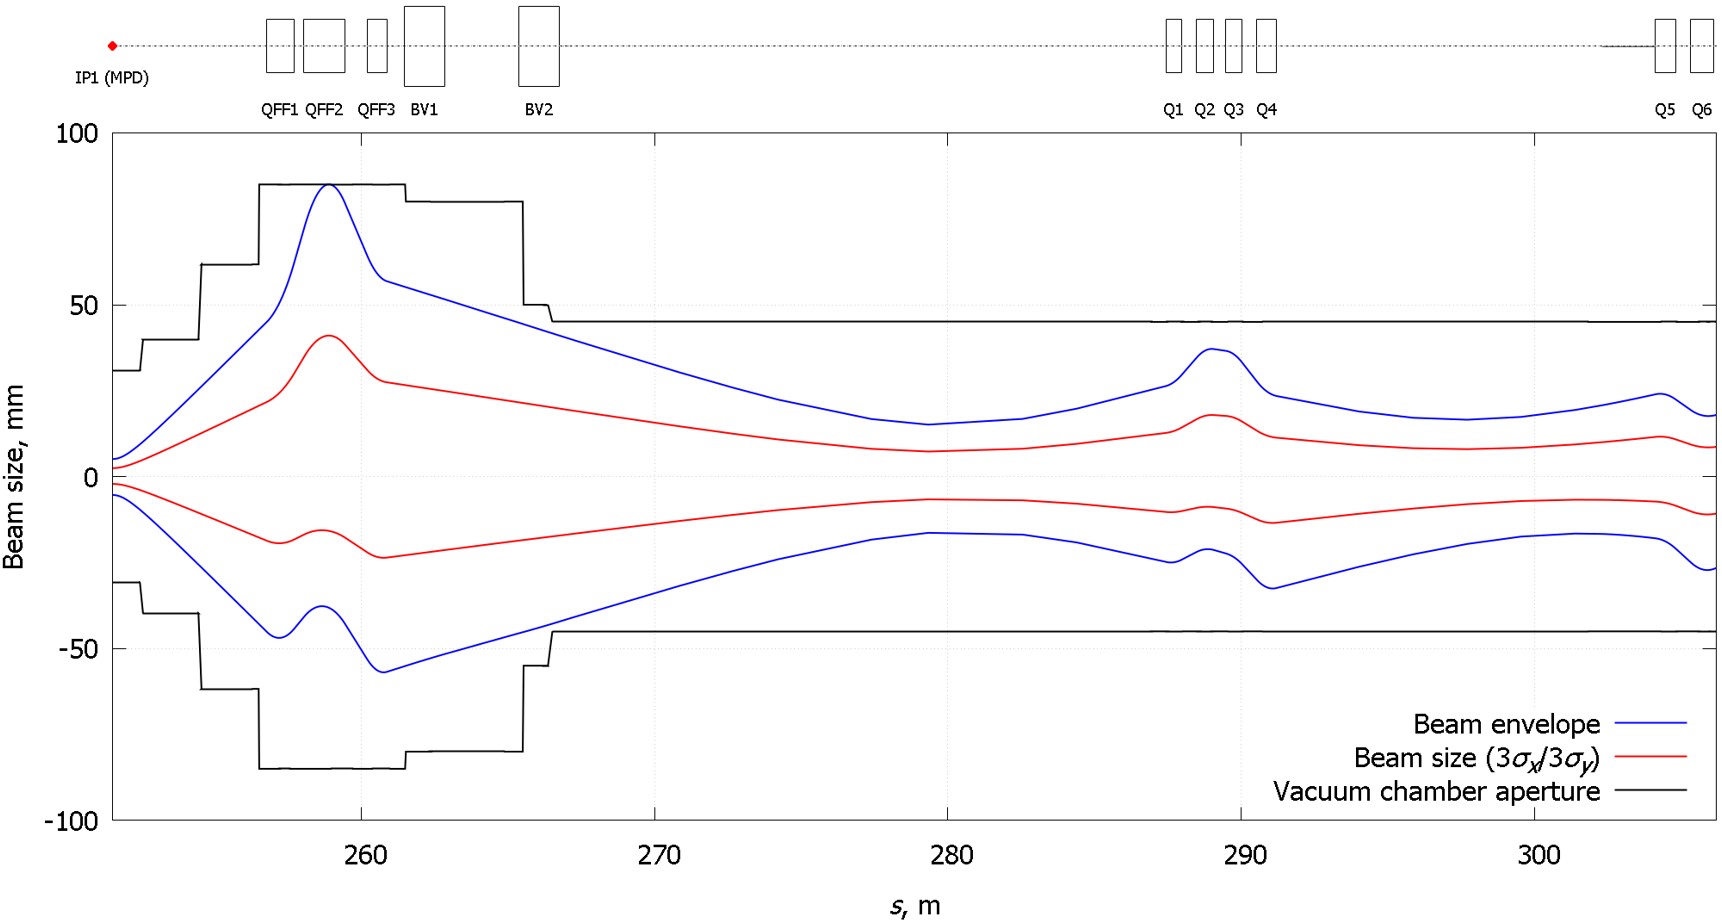 IP1 (MPD)
QFF1 QFF2 QFF3 BV1 BV2 Q1 Q2 Q3 Q4 Q5 Q6
100
50
0
-50
-100
Beam size, mm
Beam envelope
Beam size (3σx/3σy)
Vacuum chamber aperture
260 270 280 290 300
s, m